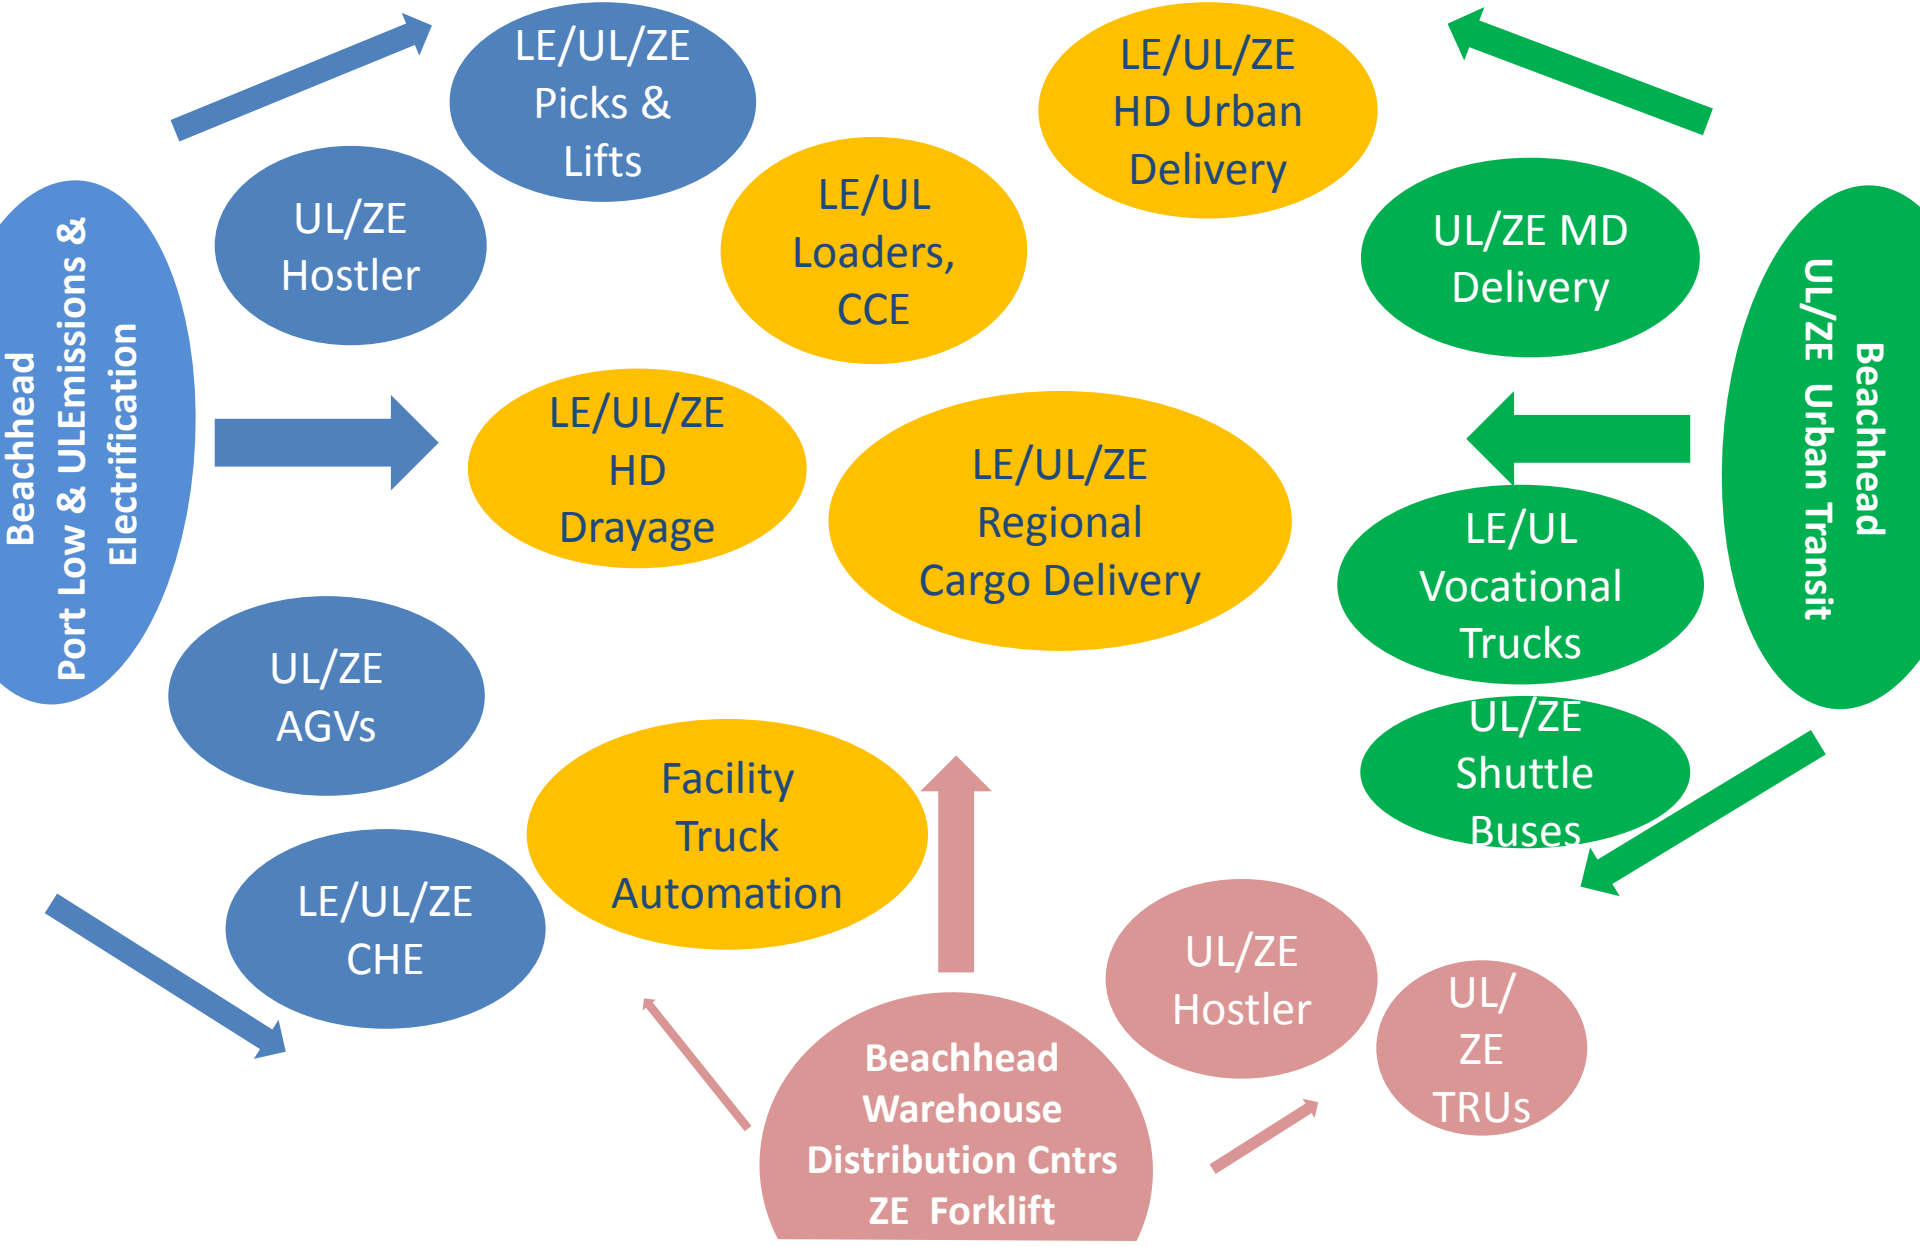 LE/UL/ZE
Picks &
Lifts
LE/UL/ZE
HD Urban
Delivery
UL/ZE
Hostler
LE/UL
Loaders,
CCE
UL/ZE MD
Delivery
Beachhead
Port Low & ULEmissions &
Electrification
LE/UL/ZE
HD
Drayage
LE/UL/ZE
Regional
Cargo Delivery
Beachhead
UL/ZE Urban Transit
LE/UL
Vocational
Trucks
UL/ZE
AGVs
UL/ZE
Shuttle
Buses
Facility
Truck
Automation
LE/UL/ZE
CHE
UL/ZE
Hostler
UL/
ZE
TRUs
Beachhead
Warehouse
Distribution Cntrs
ZE Forklift